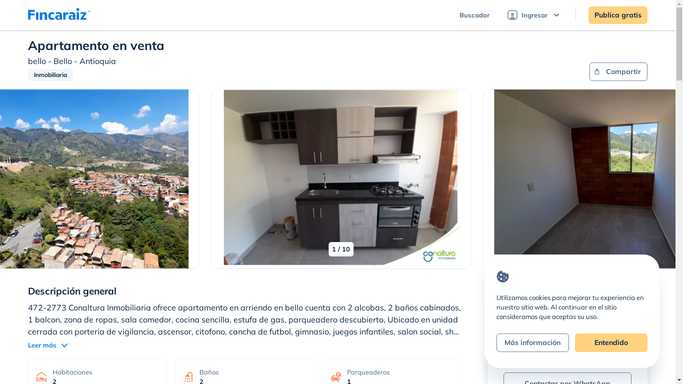 Fincaraiz
Buscador
Ingresar
Publica gratis
Apartamento en venta
bello - Bello - Antioquia
Inmobiliaria
Compartir
1 / 10
conaltura
Descripción general
472-2773 Conaltura Inmobiliaria ofrece apartamento en arriendo en bello cuenta con 2 alcobas, 2 baños cabinados,
1 balcon, zona de ropas, sala comedor, cocina sencilla, estufa de gas, parqueadero descubierto. Ubicado en unidad
cerrada con porteria de vigilancia, ascensor, citofono, cancha de futbol, gimnasio, juegos infantiles, salon social, sh...
Leer más
Habitaciones
2
Baños
2
Parqueaderos
1
Utilizamos cookies para mejorar tu experiencia en
nuestro sitio web. Al continuar en el sitio
consideramos que aceptas su uso.
Más información
Entendido
Contactar por WhatsApp